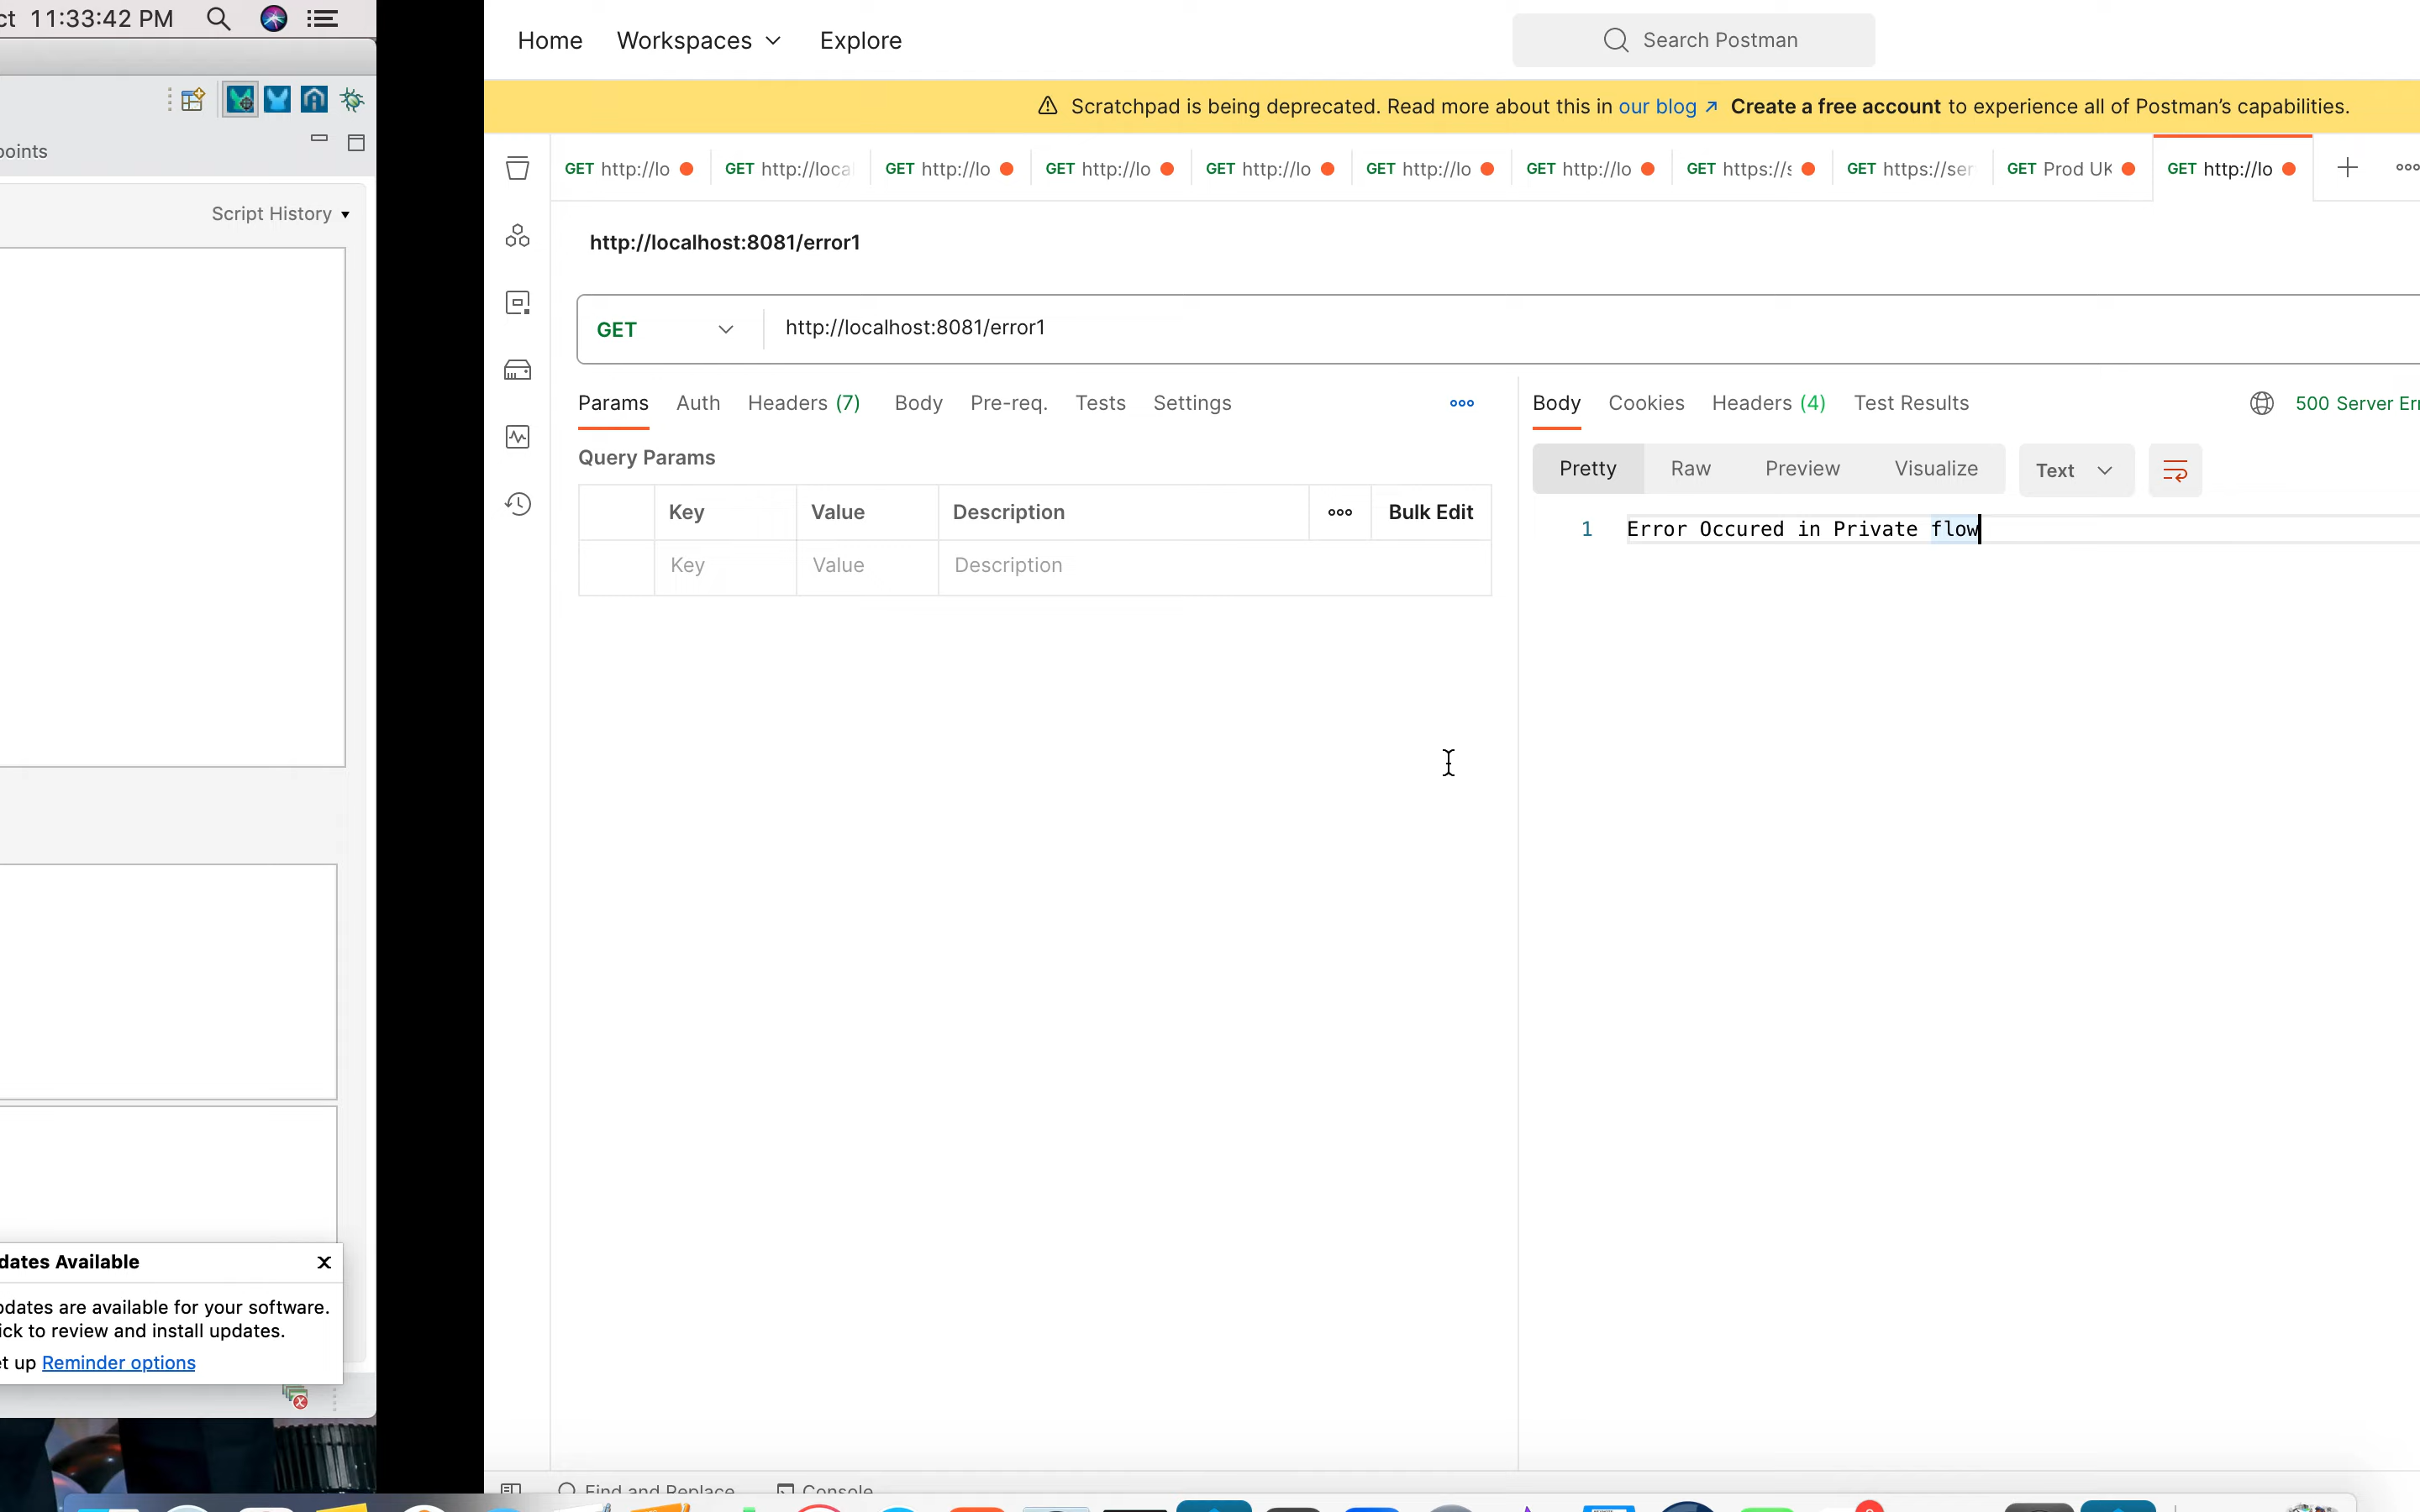 11:33:42 PM
Script History
Available
are available for your software.
to review and install updates.
up Reminder options
Home Workspaces Explore
Search Postman
Scratchpad is being deprecated. Read more about this in our blog ↗ Create a free account to experience all of Postman's capabilities.
GET http://lo GET http://loca GET http://lo GET http://lo GET http://lo GET http://lo GET http://lo GET https://s GET https://ser GET Prod UK GET http://lo
http://localhost:8081/error1
GET http://localhost:8081/error1
Params Auth Headers (7) Body Pre-req. Tests Settings
Query Params
Key Value Description Bulk Edit
Key Value Description
Body Cookies Headers (4) Test Results 500 Server
Pretty Raw Preview Visualize Text
1 Error Occured in Private flow
Find and Replace Console